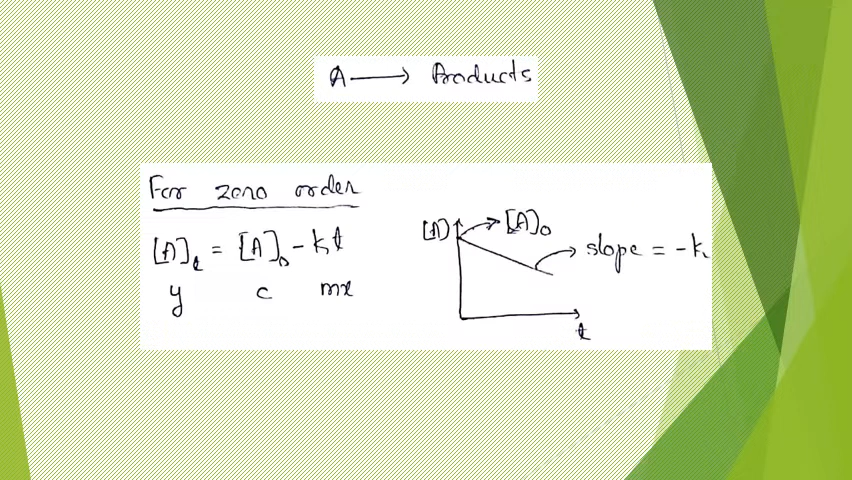 A → Products
For zero order
[A]t = [A]0 - kt
y c mx
[A] [A]0
slope = -k
t